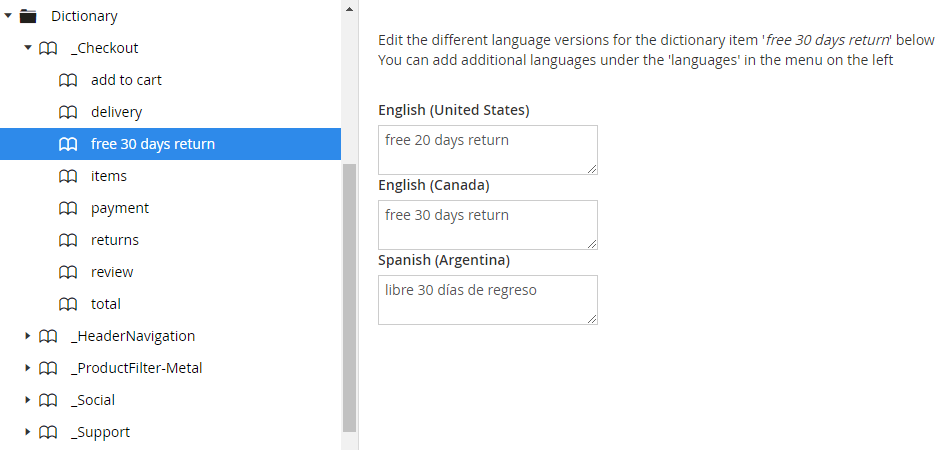 Dictionary
_Checkout
add to cart
delivery
free 30 days return
items
payment
returns
review
total
_HeaderNavigation
_ProductFilter-Metal
_Social
_Support
Edit the different language versions for the dictionary item 'free 30 days return' below
You can add additional languages under the 'languages' in the menu on the left
English (United States)
free 20 days return
English (Canada)
free 30 days return
Spanish (Argentina)
libre 30 días de regreso